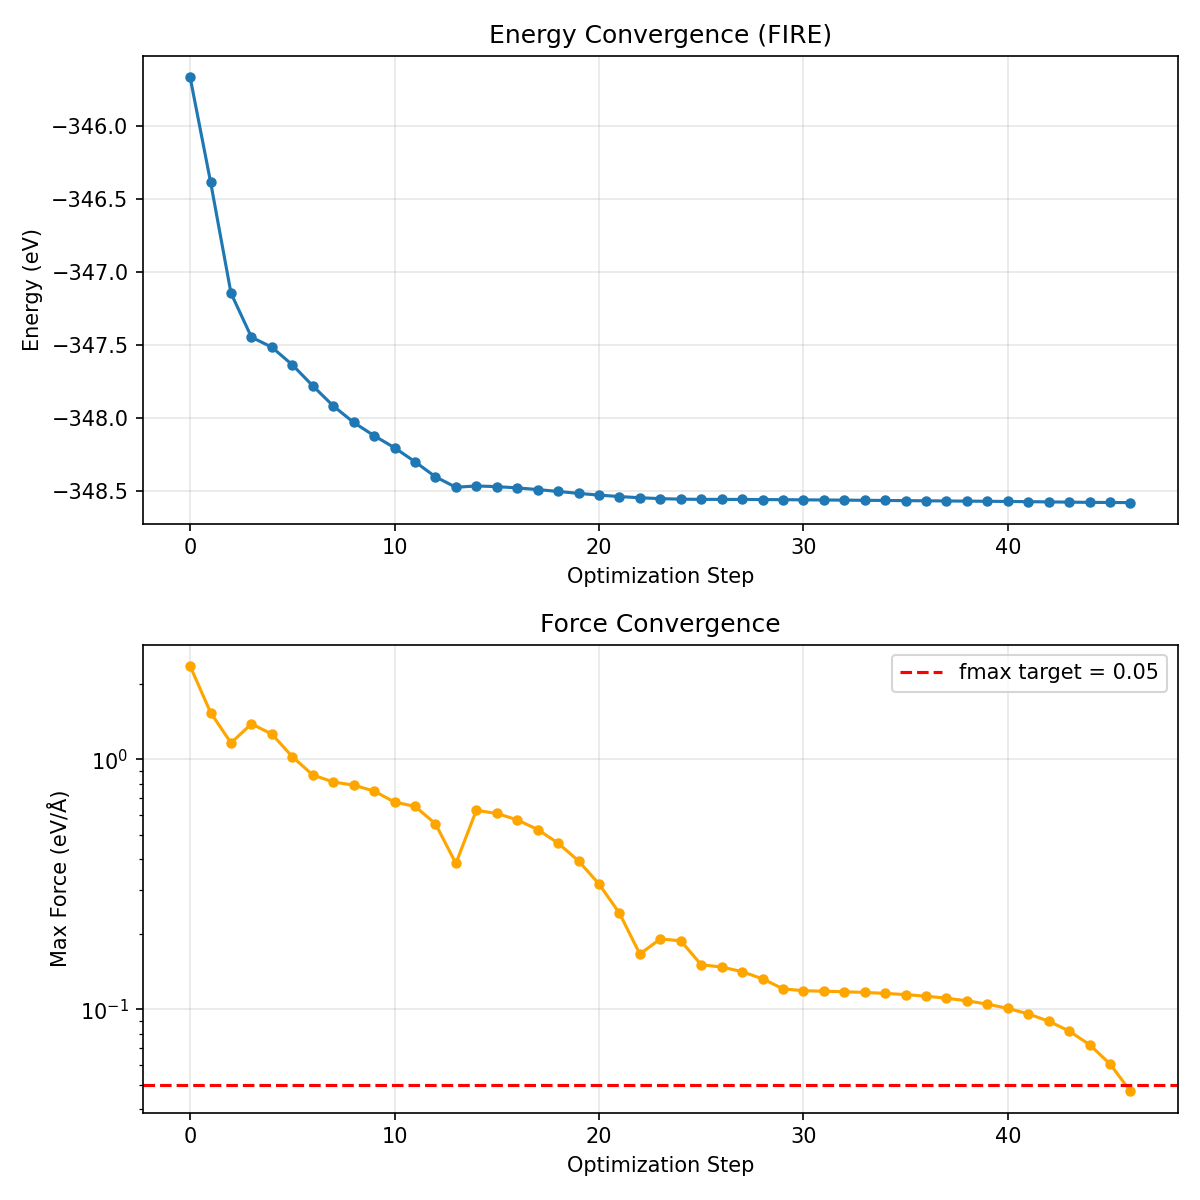 Energy Convergence (FIRE)
Energy (eV)
−346.0
−346.5
−347.0
−347.5
−348.0
−348.5
0 10 20 30 40
Optimization Step
Force Convergence
Max Force (eV/Å)
fmax target = 0.05
10⁰
10⁻¹
0 10 20 30 40
Optimization Step